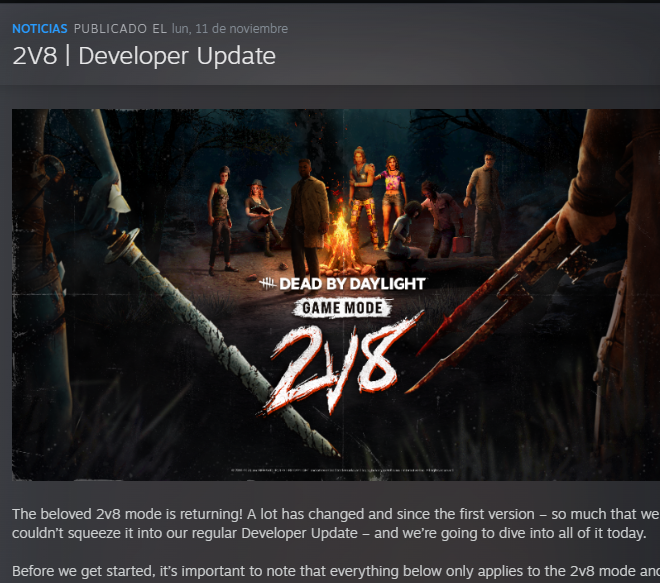 NOTICIAS PUBLICADO EL lun, 11 de noviembre
2V8 | Developer Update
DEAD BY DAYLIGHT
GAME MODE
2v8
The beloved 2v8 mode is returning! A lot has changed and since the first version – so much that we
couldn't squeeze it into our regular Developer Update – and we're going to dive into all of it today.
Before we get started, it's important to note that everything below only applies to the 2v8 mode and